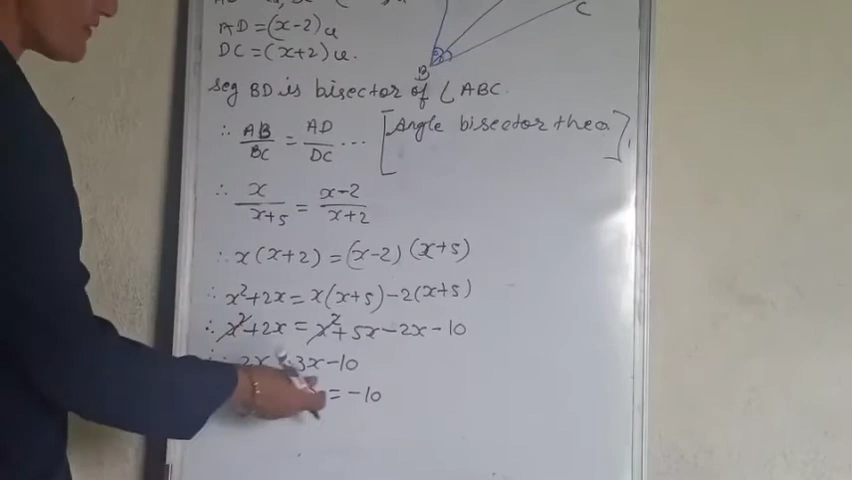 AD = (x-2) u
DC = (x+2) u.
B
C
Seg BD is bisector of ∠ABC.
∴ AB/BC = AD/DC ... [Angle bisector theo]
∴ x/x+5 = x-2/x+2
∴ x(x+2) = (x-2) (x+5)
∴ x²+2x = x(x+5)-2(x+5)
∴ x²+2x = x²+5x-2x-10
∴ 2x 3x-10
= -10